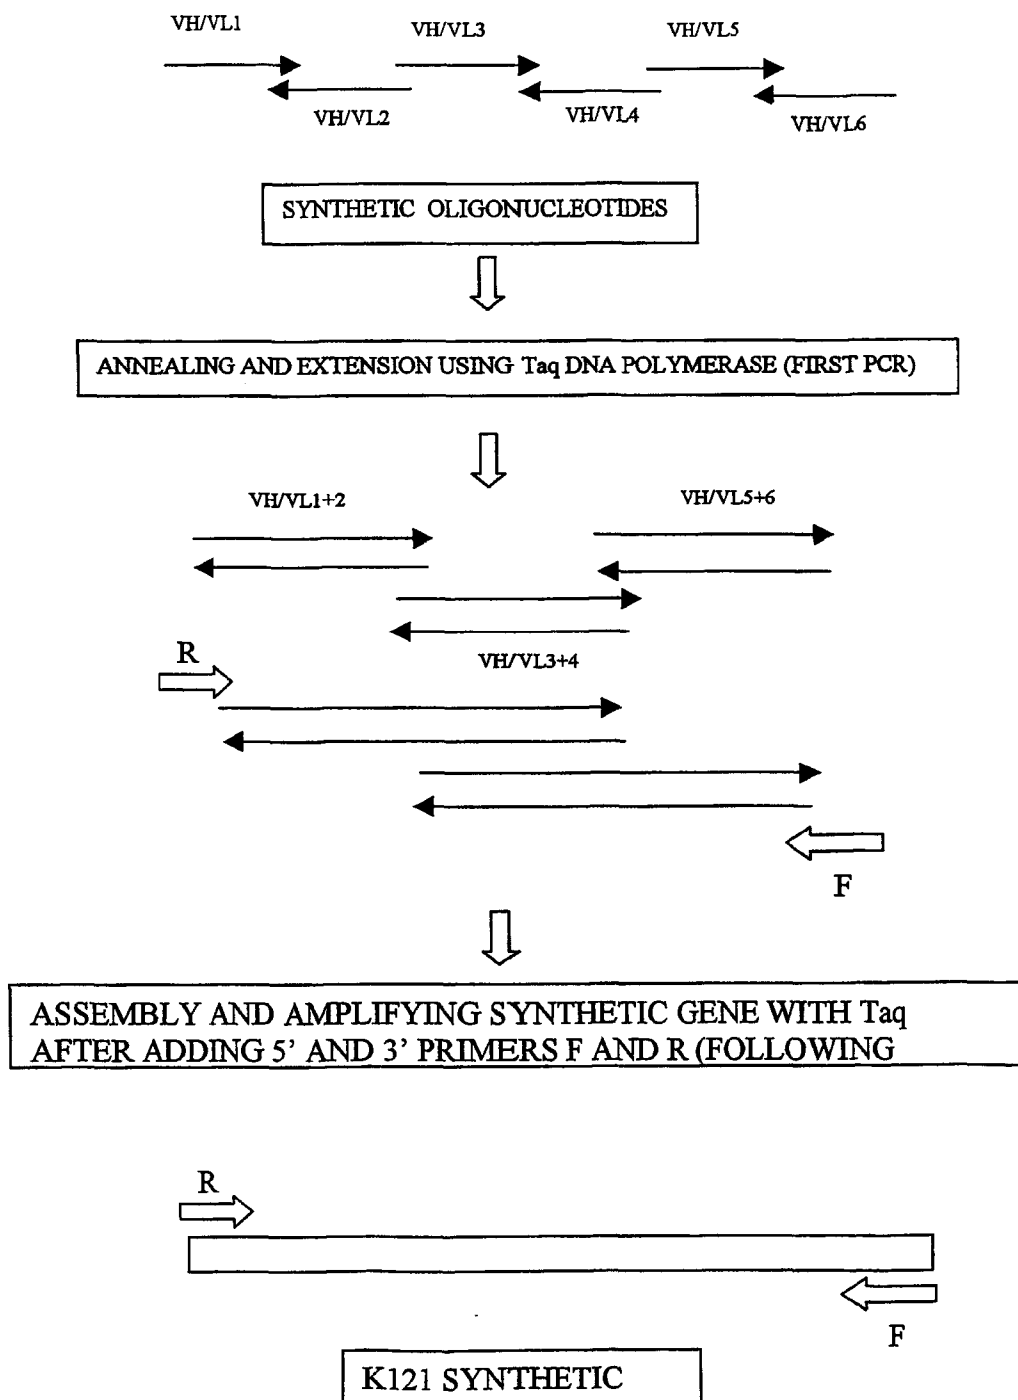 VH/VL1
VH/VL3
VH/VL5
VH/VL2
VH/VL4
VH/VL6
SYNTHETIC OLIGONUCLEOTIDES
ANNEALING AND EXTENSION USING Taq DNA POLYMERASE (FIRST PCR)
VH/VL1+2
VH/VL5+6
VH/VL3+4
R
F
ASSEMBLY AND AMPLIFYING SYNTHETIC GENE WITH Taq
AFTER ADDING 5' AND 3' PRIMERS F AND R (FOLLOWING
R
F
K121 SYNTHETIC